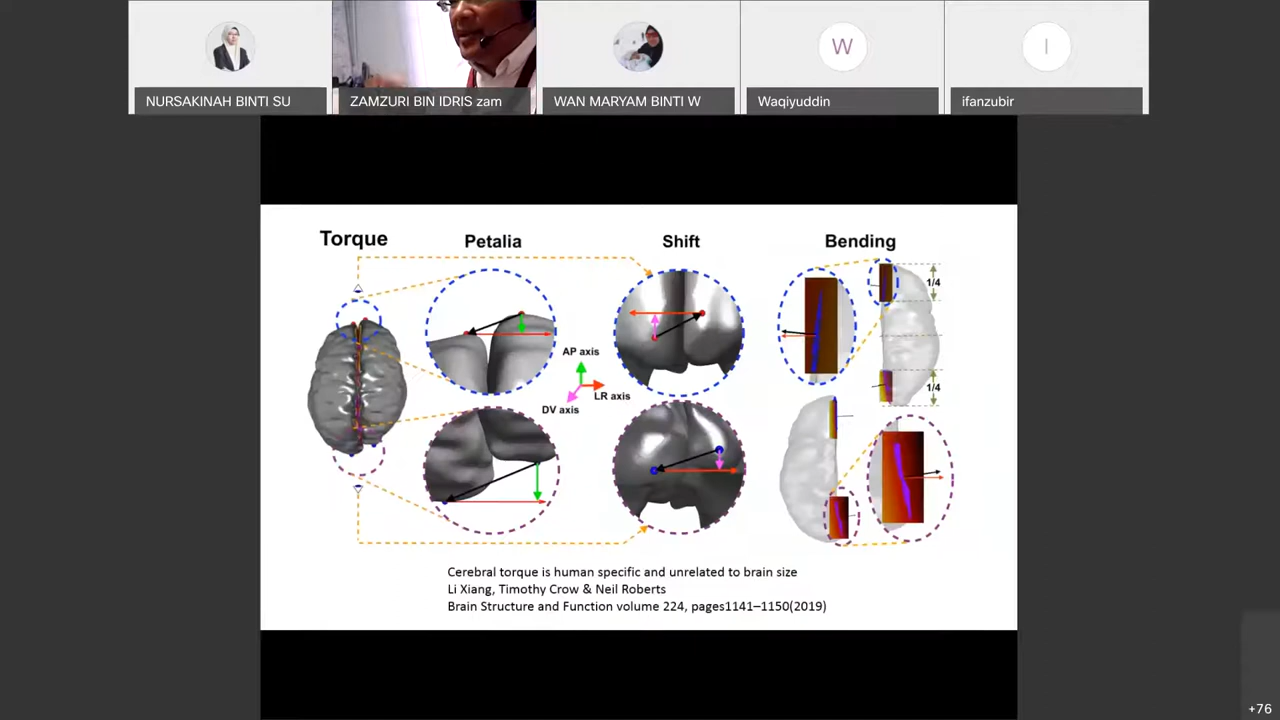 NURSAKINAH BINTI SU
ZAMZURI BIN IDRIS zam
WAN MARYAM BINTI W
W
Waqiyuddin
I
ifanzubir
Torque
Petalia
Shift
Bending
1/4
AP axis
LR axis
DV axis
1/4
Cerebral torque is human specific and unrelated to brain size
Li Xiang, Timothy Crow & Neil Roberts
Brain Structure and Function volume 224, pages1141–1150(2019)
+76